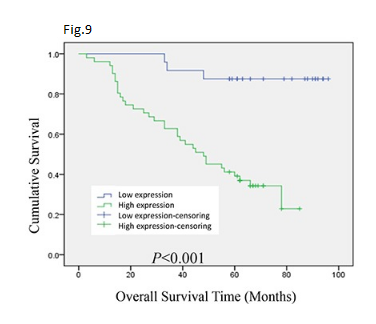 Fig.9
Cumulative Survival
1.0
0.8
0.6
0.4
0.2
0.0
Low expression
High expression
Low expression-censoring
High expression-censoring
P<0.001
0 20 40 60 80 100
Overall Survival Time (Months)